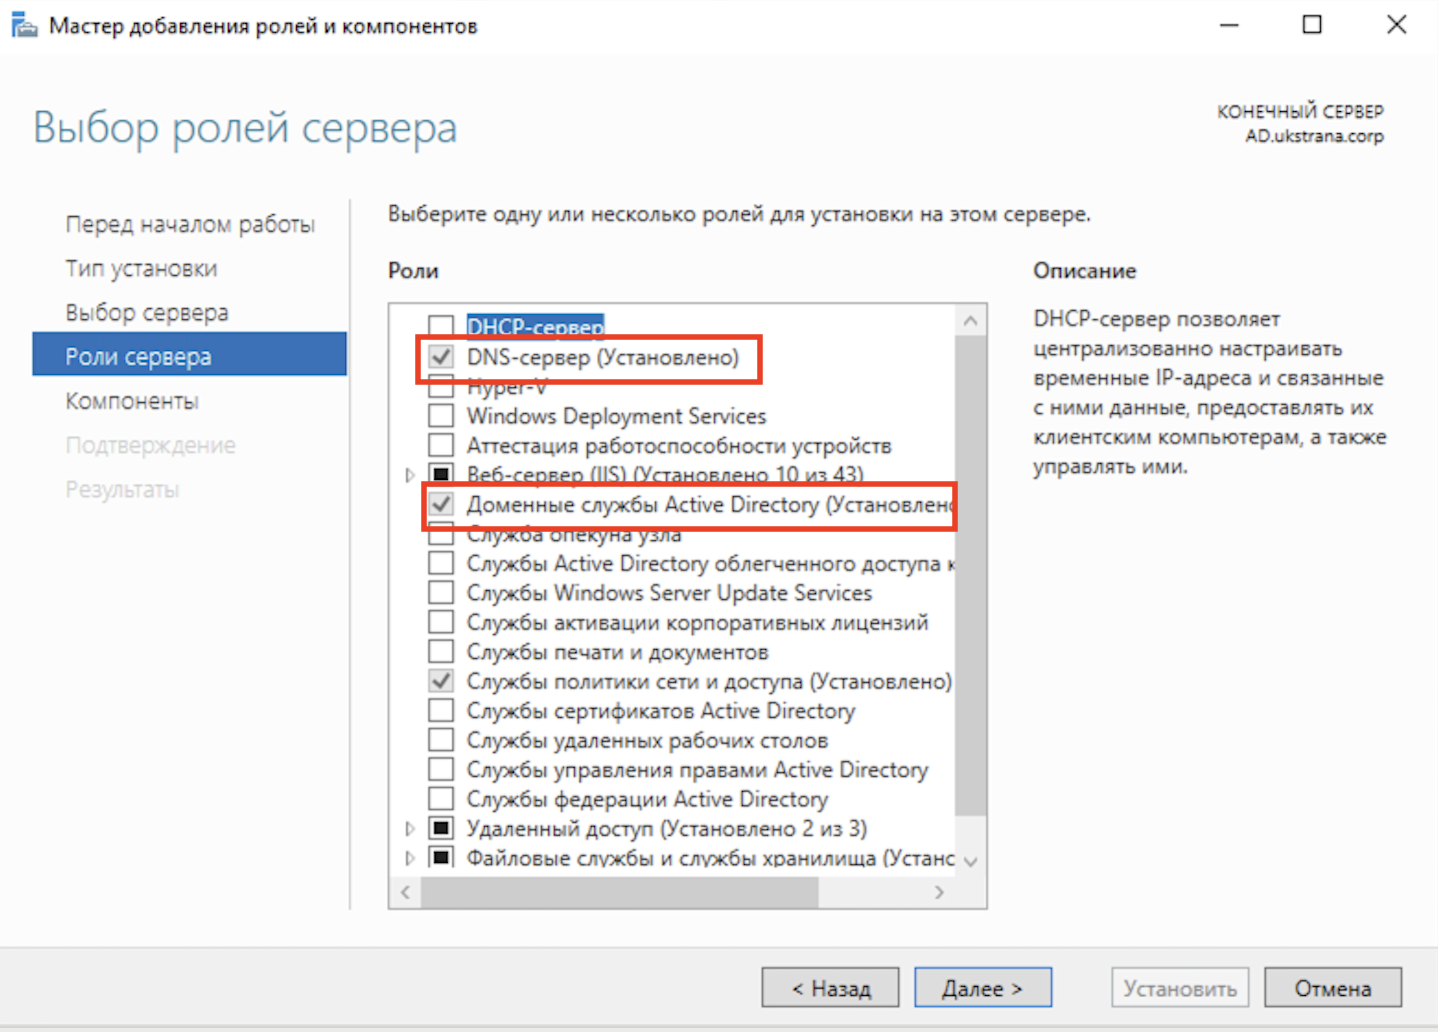 Мастер добавления ролей и компонентов
Выбор ролей сервера
КОНЕЧНЫЙ СЕРВЕР
AD.ukstrana.corp
Перед началом работы
Тип установки
Выбор сервера
Роли сервера
Компоненты
Подтверждение
Результаты
Выберите одну или несколько ролей для установки на этом сервере.
Роли
DHCP-сервер
DNS-сервер (Установлено)
Hyper-V
Windows Deployment Services
Аттестация работоспособности устройств
Веб-сервер (IIS) (Установлено 10 из 43)
Доменные службы Active Directory (Установлено
Служба опекуна узла
Службы Active Directory облегченного доступа к
Службы Windows Server Update Services
Службы активации корпоративных лицензий
Службы печати и документов
Службы политики сети и доступа (Установлено)
Службы сертификатов Active Directory
Службы удаленных рабочих столов
Службы управления правами Active Directory
Службы федерации Active Directory
Удаленный доступ (Установлено 2 из 3)
Файловые службы и службы хранилища (Устанс
Описание
DHCP-сервер позволяет
централизованно настраивать
временные IP-адреса и связанные
с ними данные, предоставлять их
клиентским компьютерам, а также
управлять ими.
< Назад
Далее >
Установить
Отмена